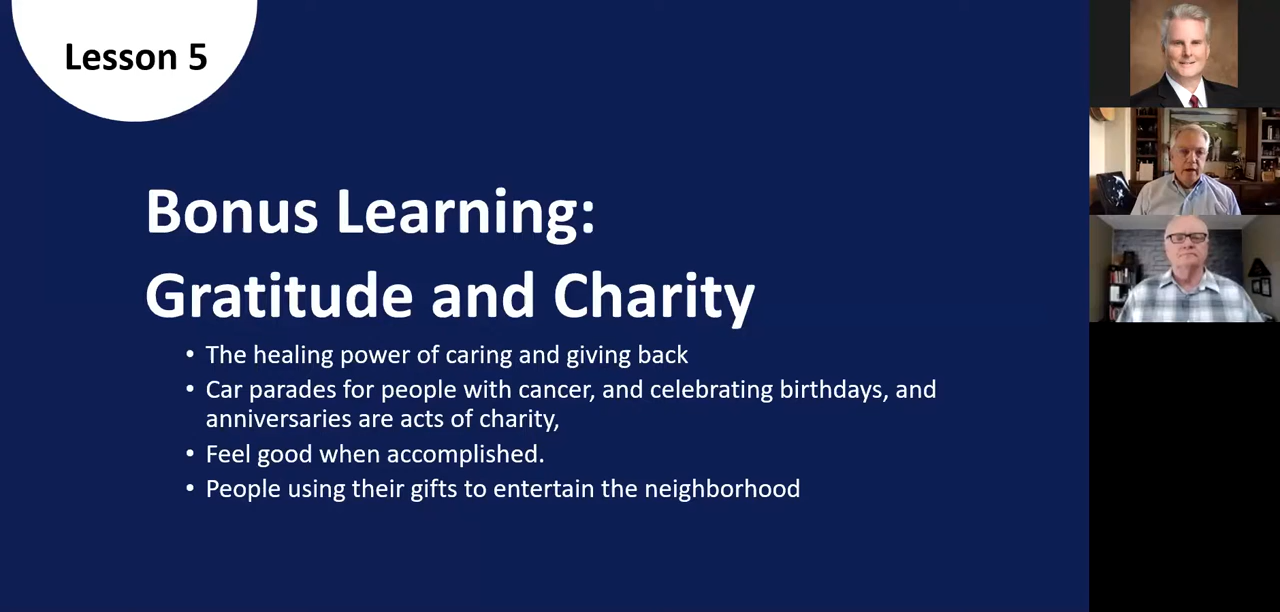 Lesson 5
Bonus Learning:
Gratitude and Charity
• The healing power of caring and giving back
• Car parades for people with cancer, and celebrating birthdays, and
anniversaries are acts of charity,
• Feel good when accomplished.
• People using their gifts to entertain the neighborhood